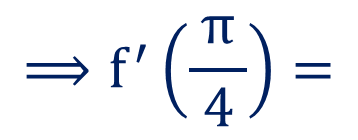 ⟹ f′(π/4) =